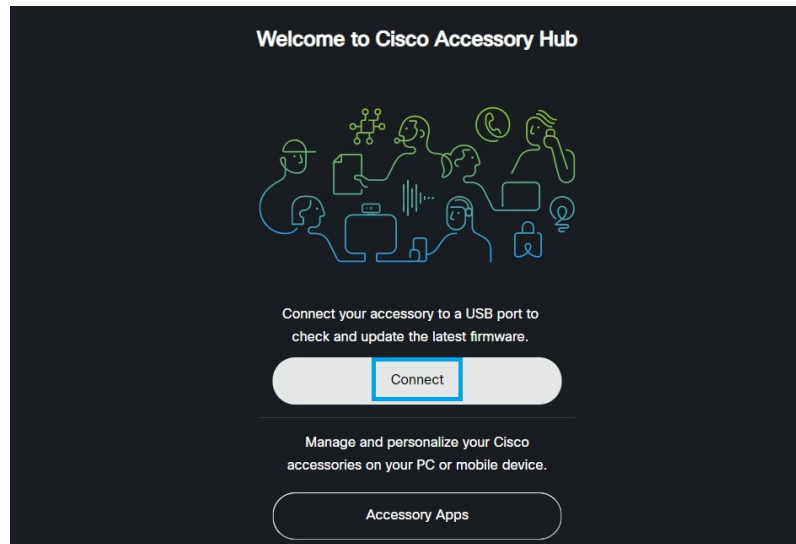 Welcome to Cisco Accessory Hub
Connect your accessory to a USB port to
check and update the latest firmware.
Connect
Manage and personalize your Cisco
accessories on your PC or mobile device.
Accessory Apps